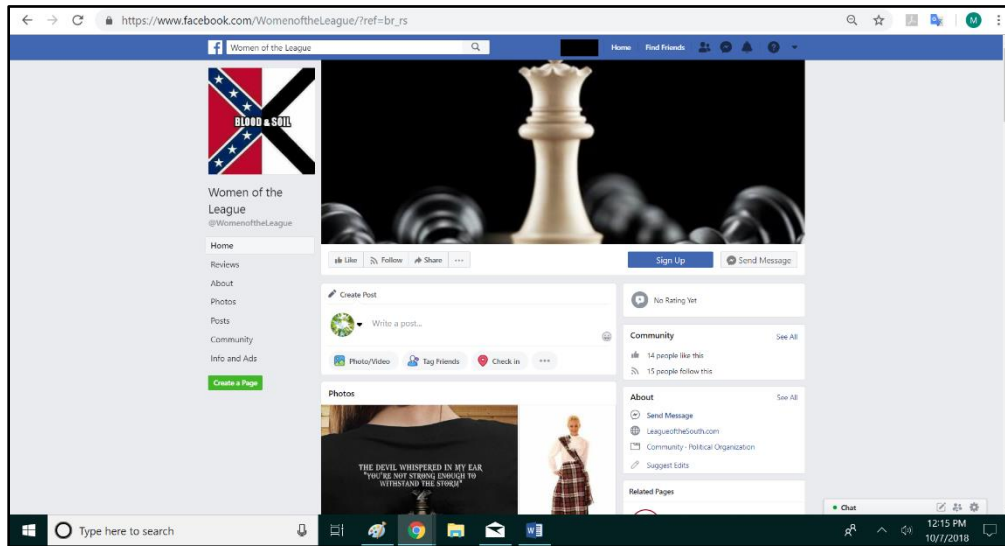 https://www.facebook.com/WomenoftheLeague/?ref=br_rs
M
f
Women of the League
Home
Find Friends
BLOOD & SOIL
Women of the
League
@WomenoftheLeague
Home
Reviews
About
Photos
Posts
Community
Info and Ads
Create a Page
Like
Follow
Share
Sign Up
Send Message
Create Post
Write a post...
Photo/Video
Tag Friends
Check in
Photos
THE DEVIL WHISPERED IN MY EAR
"YOU'RE NOT STRONG ENOUGH TO
WITHSTAND THE STORM"
No Rating Yet
Community
See All
14 people like this
15 people follow this
About
See All
Send Message
LeagueoftheSouth.com
Community · Political Organization
Suggest Edits
Related Pages
Chat
Type here to search
12:15 PM
10/7/2018